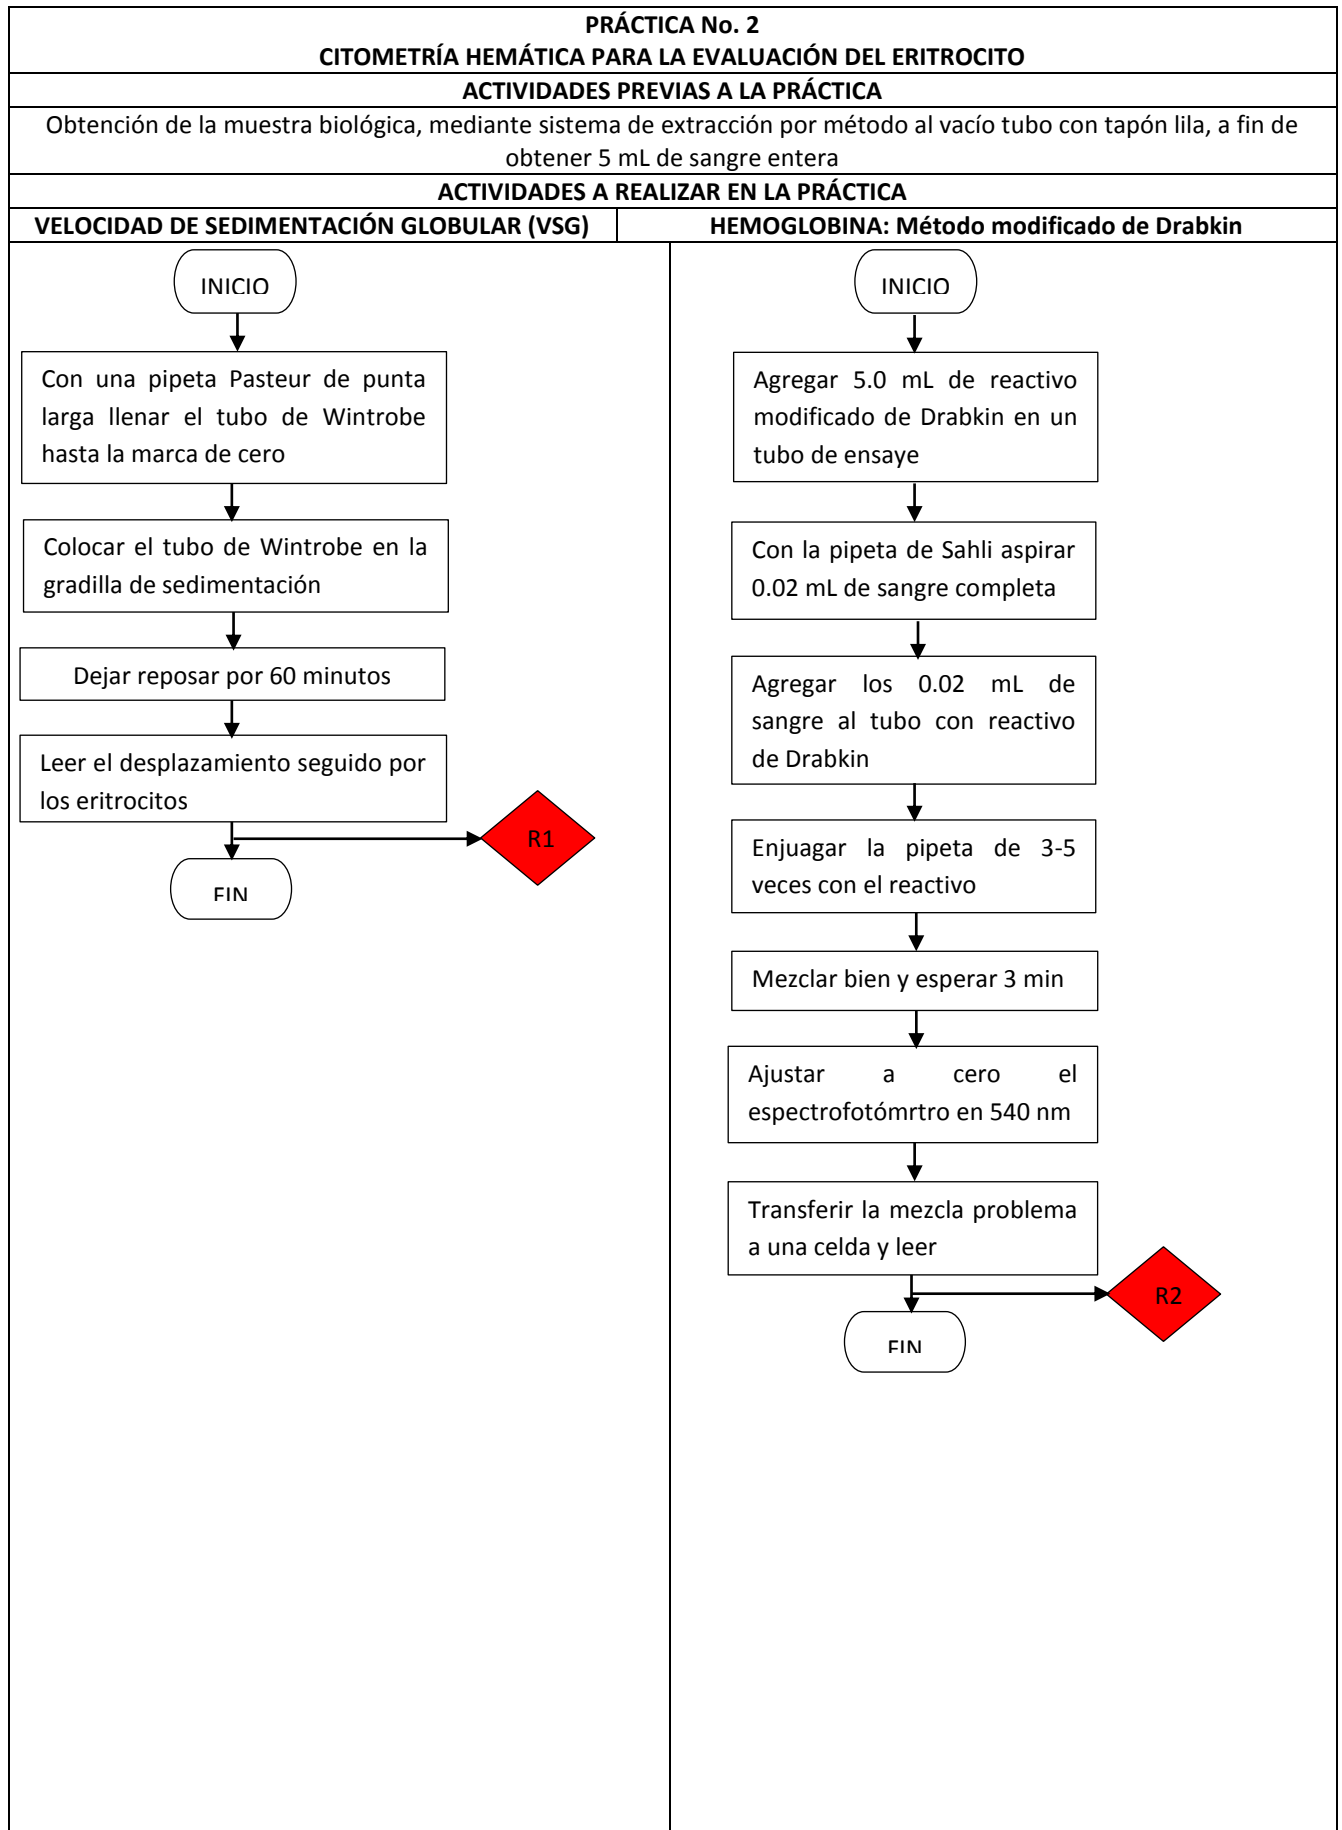 PRÁCTICA No. 2
CITOMETRÍA HEMÁTICA PARA LA EVALUACIÓN DEL ERITROCITO
ACTIVIDADES PREVIAS A LA PRÁCTICA
Obtención de la muestra biológica, mediante sistema de extracción por método al vacío tubo con tapón lila, a fin de
obtener 5 mL de sangre entera
ACTIVIDADES A REALIZAR EN LA PRÁCTICA
VELOCIDAD DE SEDIMENTACIÓN GLOBULAR (VSG)
INICIO
Con una pipeta Pasteur de punta
larga llenar el tubo de Wintrobe
hasta la marca de cero
Colocar el tubo de Wintrobe en la
gradilla de sedimentación
Dejar reposar por 60 minutos
Leer el desplazamiento seguido por
los eritrocitos
R1
FIN
HEMOGLOBINA: Método modificado de Drabkin
INICIO
Agregar 5.0 mL de reactivo
modificado de Drabkin en un
tubo de ensaye
Con la pipeta de Sahli aspirar
0.02 mL de sangre completa
Agregar los 0.02 mL de
sangre al tubo con reactivo
de Drabkin
Enjuagar la pipeta de 3-5
veces con el reactivo
Mezclar bien y esperar 3 min
Ajustar a cero el
espectrofotómrtro en 540 nm
Transferir la mezcla problema
a una celda y leer
R2
FIN